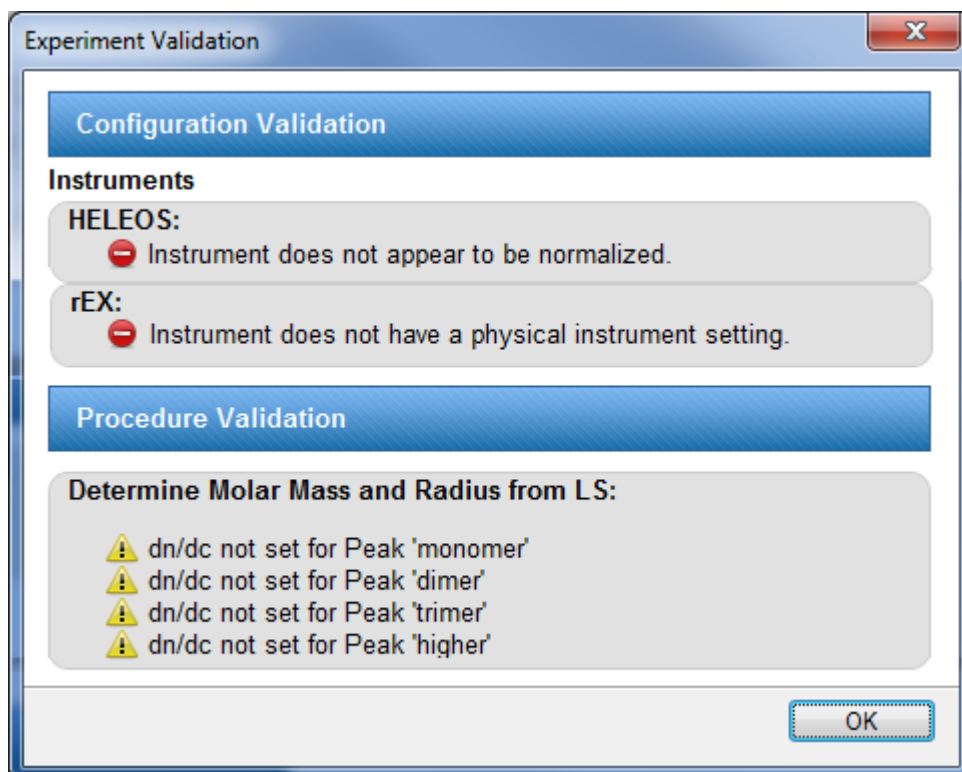 Experiment Validation
Configuration Validation
Instruments
HELEOS:
Instrument does not appear to be normalized.
rEX:
Instrument does not have a physical instrument setting.
Procedure Validation
Determine Molar Mass and Radius from LS:
dn/dc not set for Peak 'monomer'
dn/dc not set for Peak 'dimer'
dn/dc not set for Peak 'trimer'
dn/dc not set for Peak 'higher'
OK